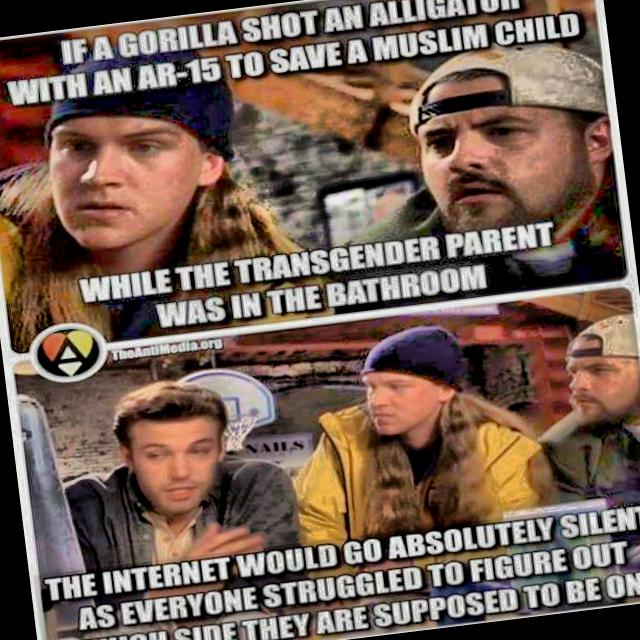 IF A GORILLA SHOT AN ALLIGATOR
WITH AN AR-15 TO SAVE A MUSLIM CHILD
WHILE THE TRANSGENDER PARENT
WAS IN THE BATHROOM
TheAntiMedia.org
NAILS
THE INTERNET WOULD GO ABSOLUTELY SILENT
AS EVERYONE STRUGGLED TO FIGURE OUT
WHICH SIDE THEY ARE SUPPOSED TO BE ON